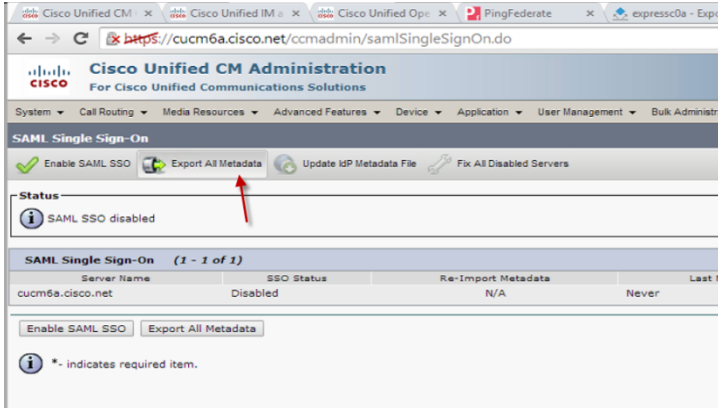 Cisco Unified CM
Cisco Unified IM a
Cisco Unified Ope
PingFederate
expressc0a - Expr
https://cucm6a.cisco.net/ccmadmin/samlSingleSignOn.do
CISCO
Cisco Unified CM Administration
For Cisco Unified Communications Solutions
System Call Routing Media Resources Advanced Features Device Application User Management Bulk Administr
SAML Single Sign-On
Enable SAML SSO Export All Metadata Update IdP Metadata File Fix All Disabled Servers
Status
SAML SSO disabled
SAML Single Sign-On (1 - 1 of 1)
Server Name SSO Status Re-Import Metadata Last
cucm6a.cisco.net Disabled N/A Never
Enable SAML SSO Export All Metadata
*- indicates required item.